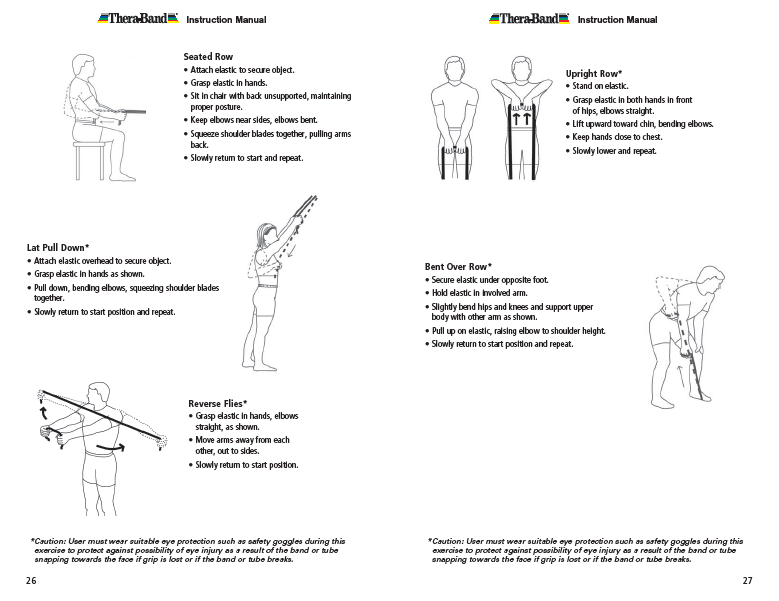 Thera-Band® Instruction Manual
Seated Row
• Attach elastic to secure object.
• Grasp elastic in hands.
• Sit in chair with back unsupported, maintaining
proper posture.
• Keep elbows near sides, elbows bent.
• Squeeze shoulder blades together, pulling arms
back.
• Slowly return to start and repeat.
Lat Pull Down*
• Attach elastic overhead to secure object.
• Grasp elastic in hands as shown.
• Pull down, bending elbows, squeezing shoulder blades
together.
• Slowly return to start position and repeat.
Reverse Flies*
• Grasp elastic in hands, elbows
straight, as shown.
• Move arms away from each
other, out to sides.
• Slowly return to start position.
*Caution: User must wear suitable eye protection such as safety goggles during this
exercise to protect against possibility of eye injury as a result of the band or tube
snapping towards the face if grip is lost or if the band or tube breaks.
26
Thera-Band® Instruction Manual
Upright Row*
• Stand on elastic.
• Grasp elastic in both hands in front
of hips, elbows straight.
• Lift upward toward chin, bending elbows.
• Keep hands close to chest.
• Slowly lower and repeat.
Bent Over Row*
• Secure elastic under opposite foot.
• Hold elastic in involved arm.
• Slightly bend hips and knees and support upper
body with other arm as shown.
• Pull up on elastic, raising elbow to shoulder height.
• Slowly return to start position and repeat.
*Caution: User must wear suitable eye protection such as safety goggles during this
exercise to protect against possibility of eye injury as a result of the band or tube
snapping towards the face if grip is lost or if the band or tube breaks.
27